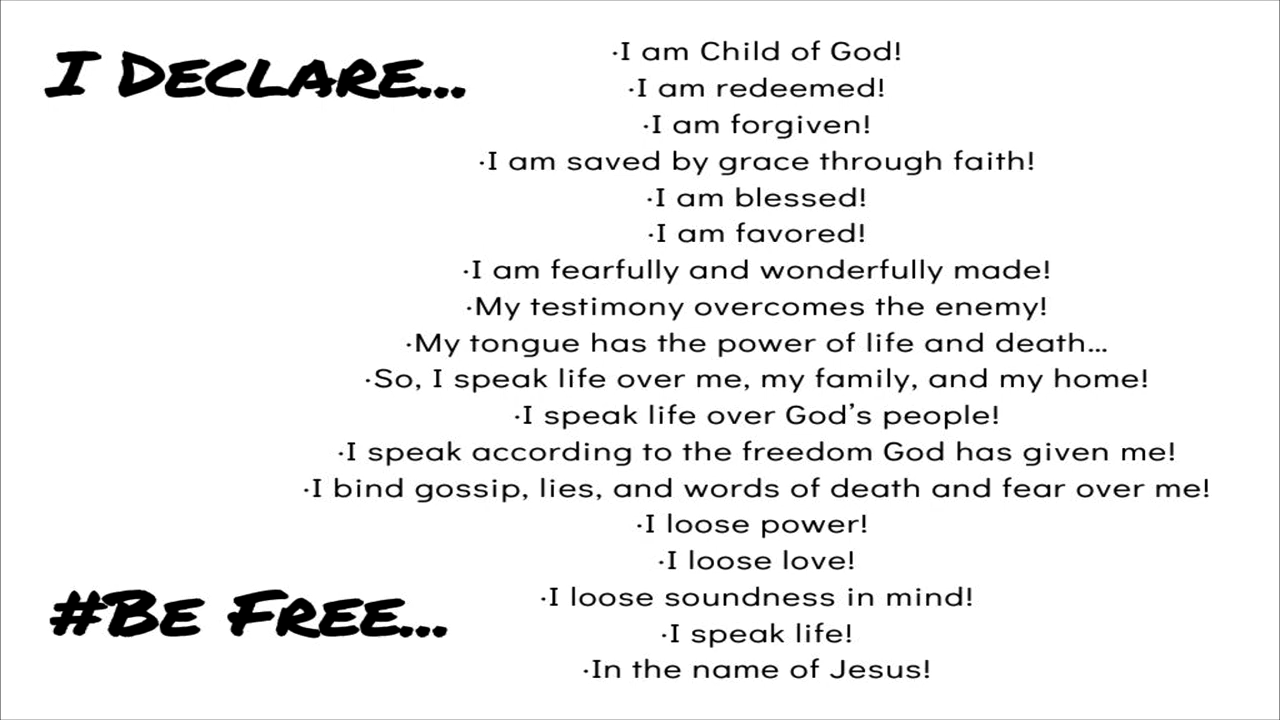 I DECLARE...
·I am Child of God!
·I am redeemed!
·I am forgiven!
·I am saved by grace through faith!
·I am blessed!
·I am favored!
·I am fearfully and wonderfully made!
·My testimony overcomes the enemy!
·My tongue has the power of life and death...
·So, I speak life over me, my family, and my home!
·I speak life over God’s people!
·I speak according to the freedom God has given me!
·I bind gossip, lies, and words of death and fear over me!
·I loose power!
·I loose love!
·I loose soundness in mind!
·I speak life!
·In the name of Jesus!
#BE FREE...